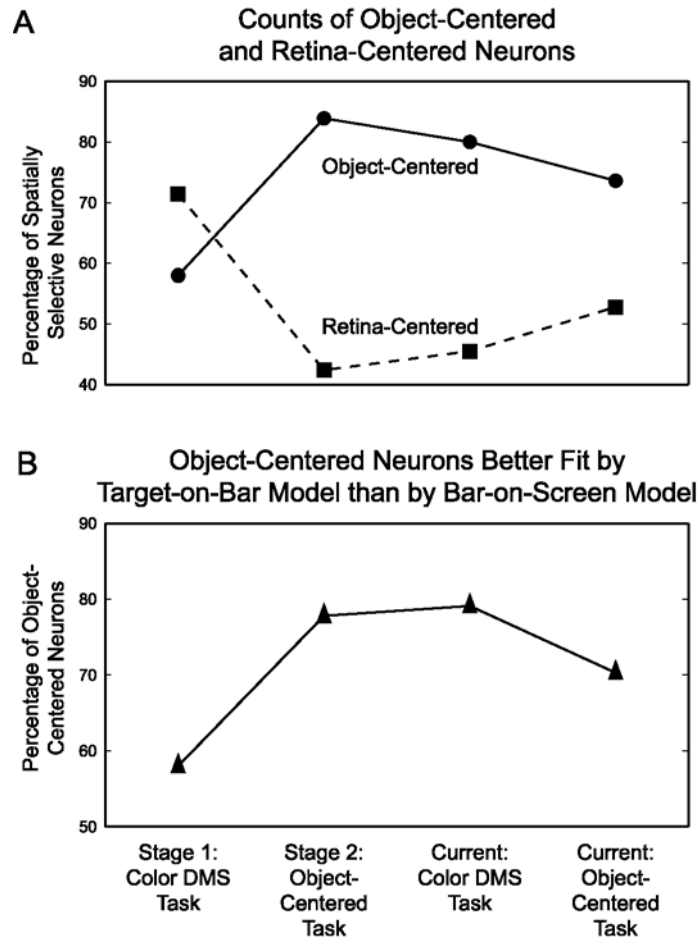 A
Counts of Object-Centered
and Retina-Centered Neurons
Percentage of Spatially
Selective Neurons
90
80
70
60
50
40
Object-Centered
Retina-Centered
B
Object-Centered Neurons Better Fit by
Target-on-Bar Model than by Bar-on-Screen Model
Percentage of Object-
Centered Neurons
90
80
70
60
50
Stage 1:
Color DMS
Task
Stage 2:
Object-
Centered
Task
Current:
Color DMS
Task
Current:
Object-
Centered
Task